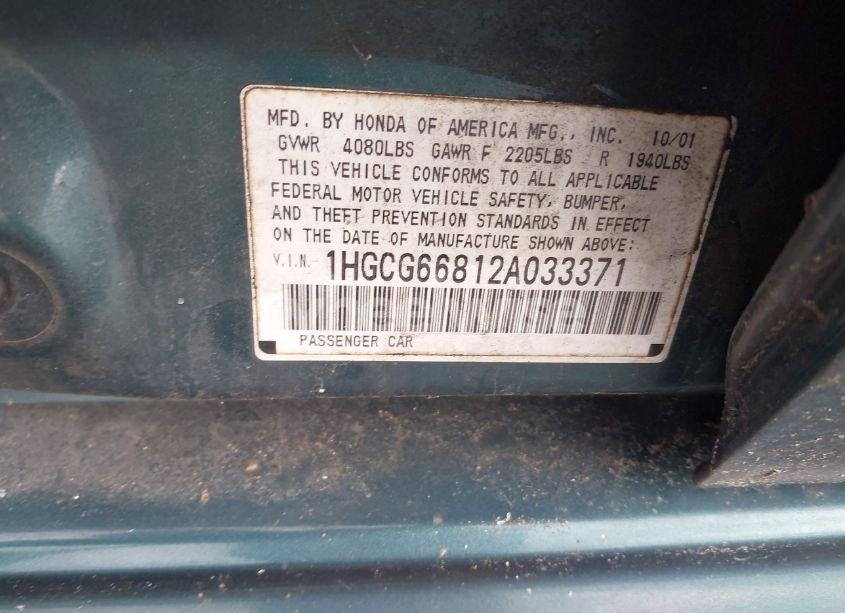 MFD. BY HONDA OF AMERICA MFG., INC. 10/01
GVWR 4080LBS GAWR F 2205LBS R 1940LBS
THIS VEHICLE CONFORMS TO ALL APPLICABLE
FEDERAL MOTOR VEHICLE SAFETY, BUMPER,
AND THEFT PREVENTION STANDARDS IN EFFECT
ON THE DATE OF MANUFACTURE SHOWN ABOVE:
V.I.N. 1HGCG66812A033371
PASSENGER CAR